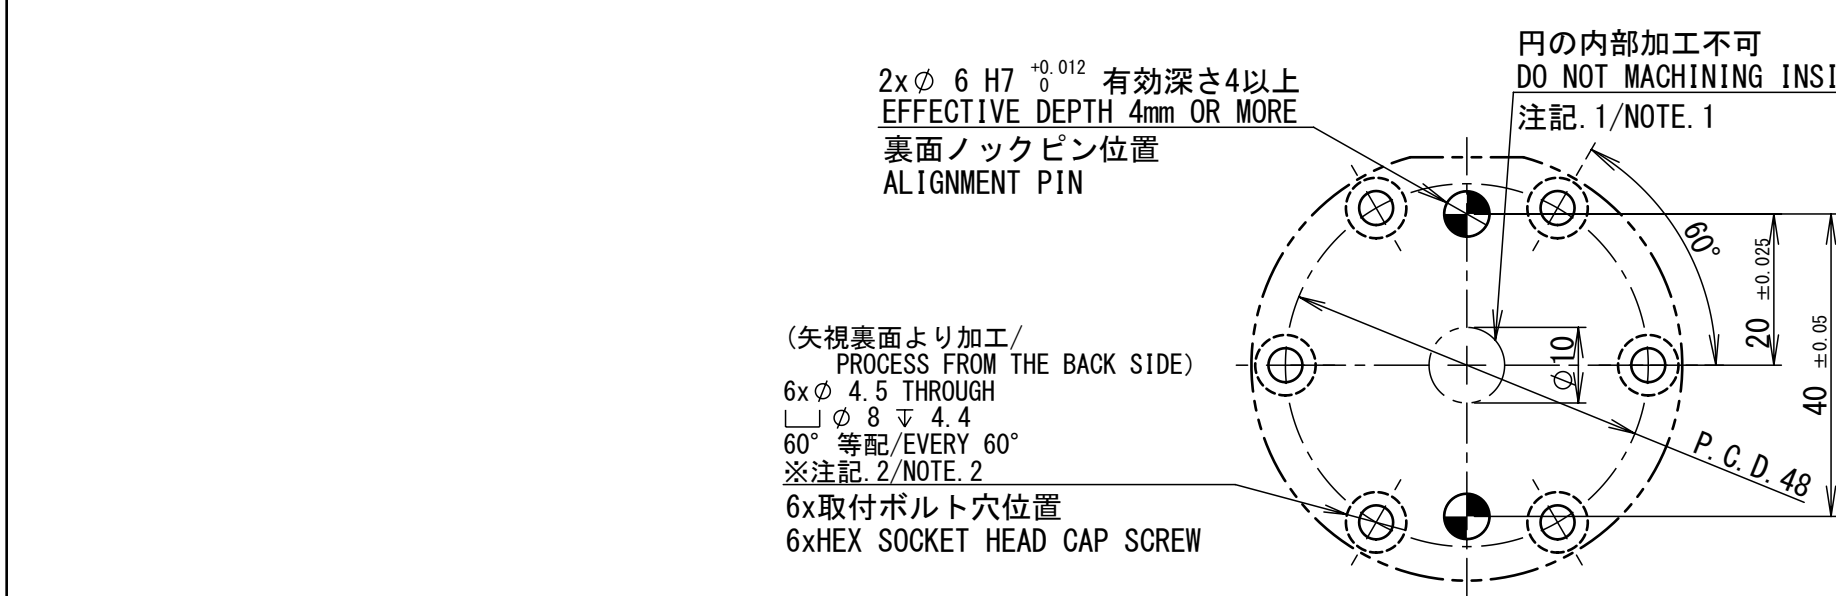 2x∅ 6 H7 +0.012 0 有効深さ4以上
EFFECTIVE DEPTH 4mm OR MORE
裏面ノックピン位置
ALIGNMENT PIN
円の内部加工不可
DO NOT MACHINING INSI
注記.1/NOTE.1
60°
20 ±0.025
40 ±0.05
∅10
P.C.D.48
(矢視裏面より加工/
PROCESS FROM THE BACK SIDE)
6x∅ 4.5 THROUGH
⌴ ∅ 8 ↧ 4.4
60° 等配/EVERY 60°
※注記.2/NOTE.2
6x取付ボルト穴位置
6xHEX SOCKET HEAD CAP SCREW